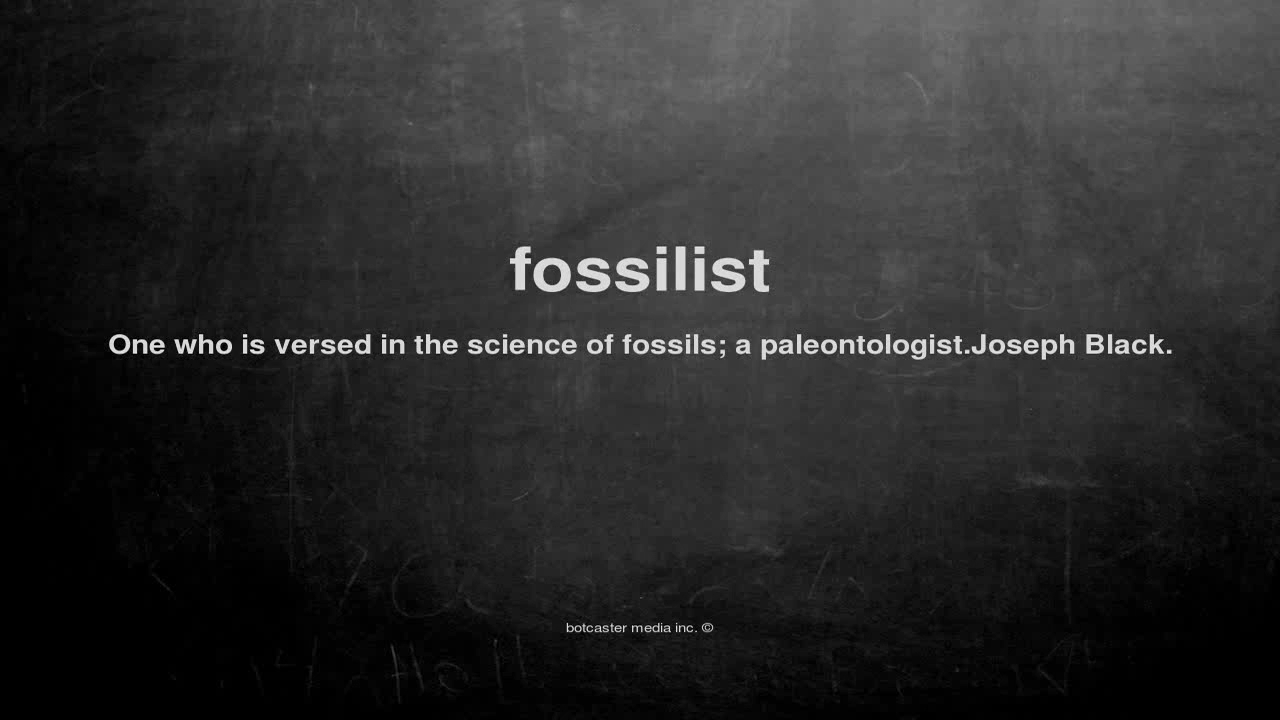 fossilist
One who is versed in the science of fossils; a paleontologist.Joseph Black.
botcaster media inc. ©